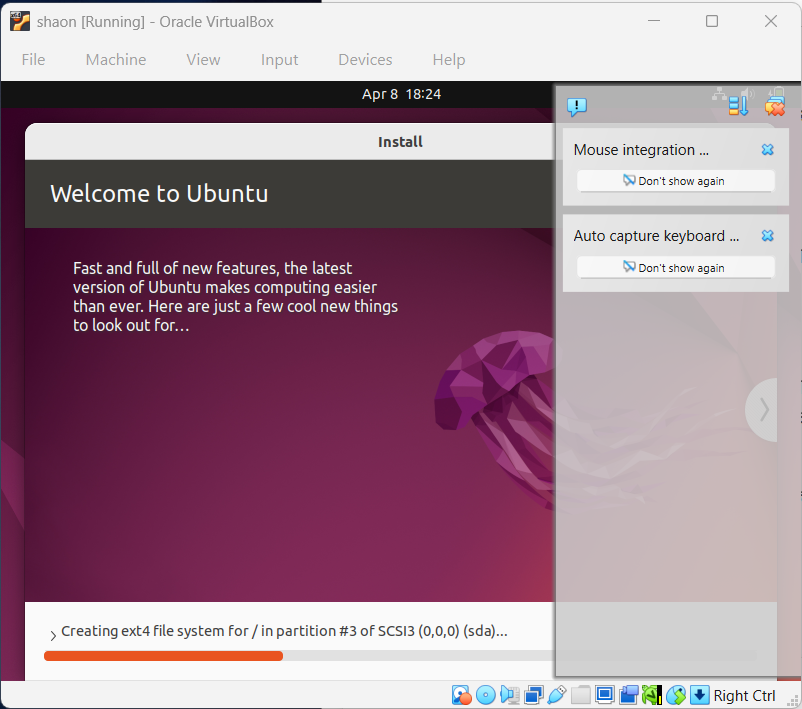 shaon [Running] - Oracle VirtualBox
File Machine View Input Devices Help
Apr 8 18:24
Install
Welcome to Ubuntu
Fast and full of new features, the latest
version of Ubuntu makes computing easier
than ever. Here are just a few cool new things
to look out for…
Mouse integration ...
Don't show again
Auto capture keyboard ...
Don't show again
Creating ext4 file system for / in partition #3 of SCSI3 (0,0,0) (sda)...
Right Ctrl